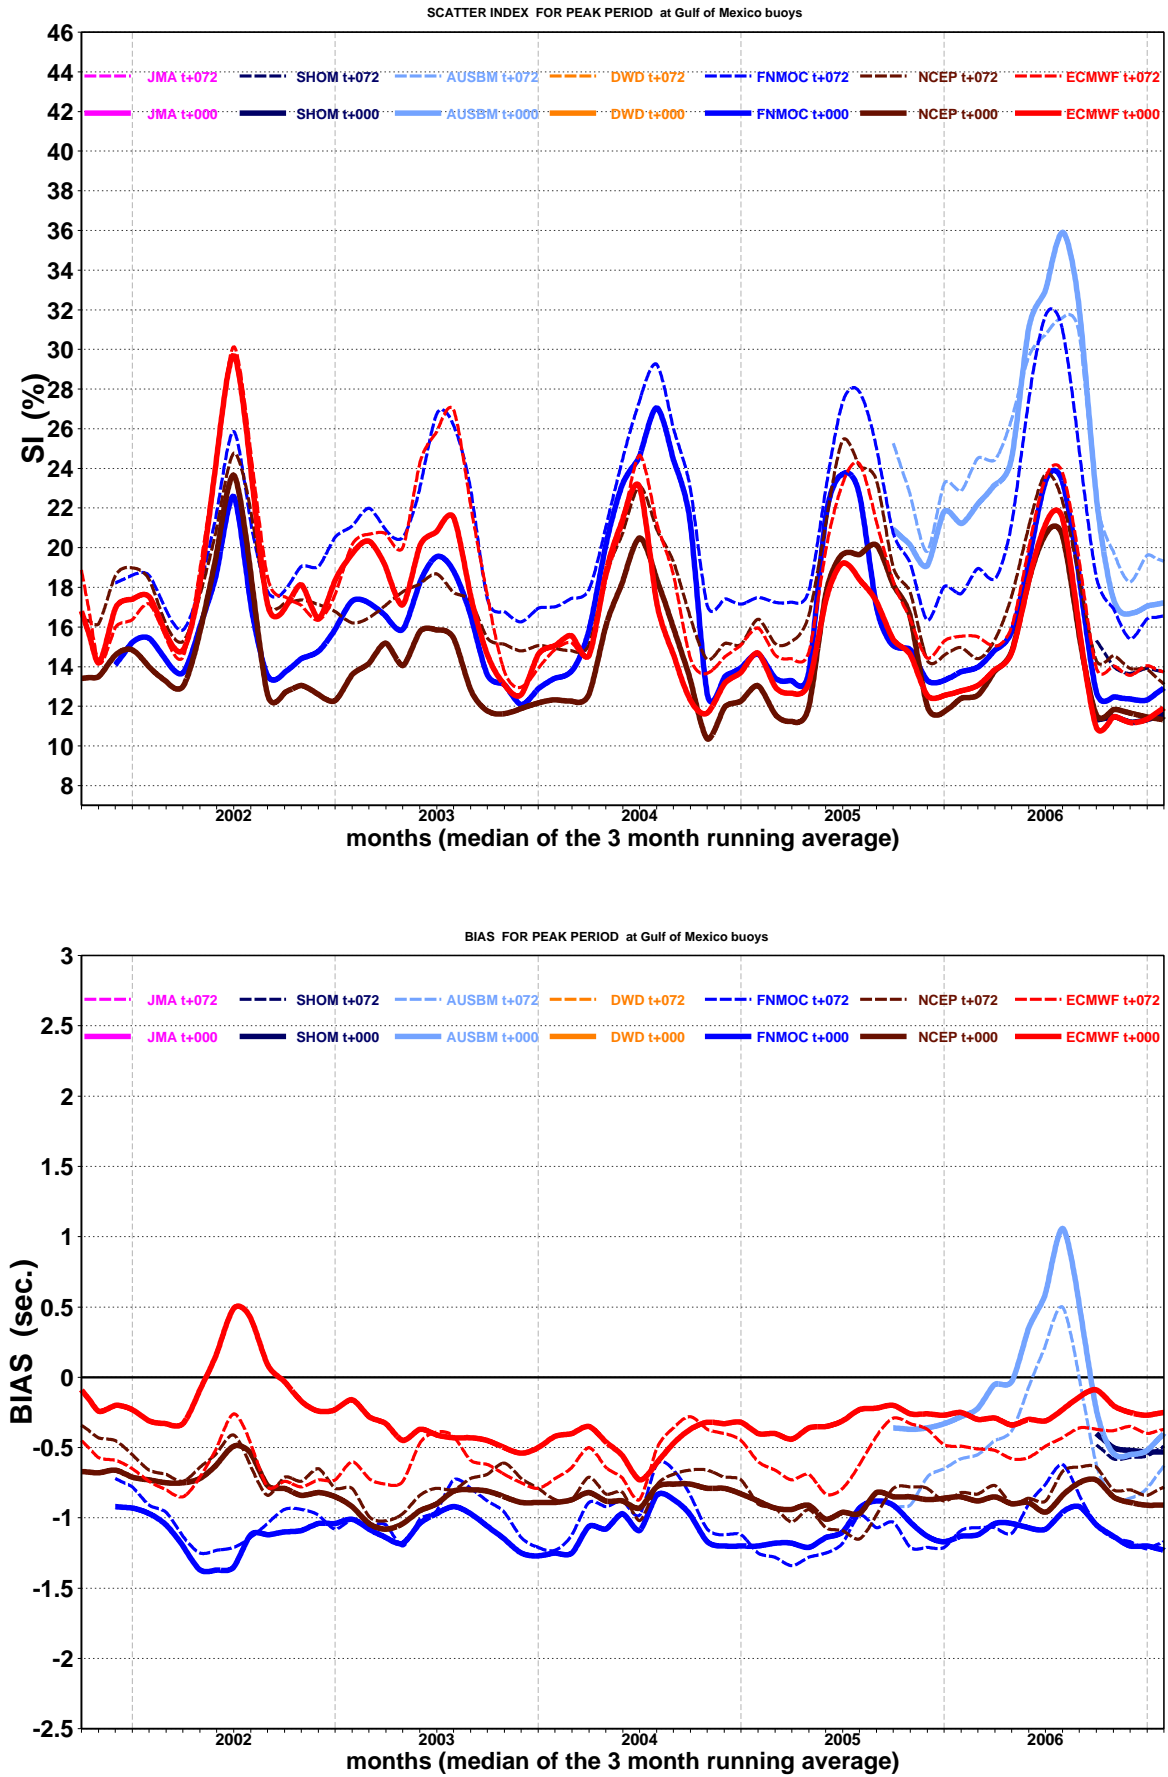 SCATTER INDEX FOR PEAK PERIOD at Gulf of Mexico buoys
46
44
42
40
38
36
34
32
30
28
26
24
22
20
18
16
14
12
10
8
SI (%)
JMA t+072 SHOM t+072 AUSBM t+072 DWD t+072 FNMOC t+072 NCEP t+072 ECMWF t+072
JMA t+000 SHOM t+000 AUSBM t+000 DWD t+000 FNMOC t+000 NCEP t+000 ECMWF t+000
2002 2003 2004 2005 2006
months (median of the 3 month running average)
BIAS FOR PEAK PERIOD at Gulf of Mexico buoys
3
2.5
2
1.5
1
0.5
0
-0.5
-1
-1.5
-2
-2.5
BIAS (sec.)
JMA t+072 SHOM t+072 AUSBM t+072 DWD t+072 FNMOC t+072 NCEP t+072 ECMWF t+072
JMA t+000 SHOM t+000 AUSBM t+000 DWD t+000 FNMOC t+000 NCEP t+000 ECMWF t+000
2002 2003 2004 2005 2006
months (median of the 3 month running average)